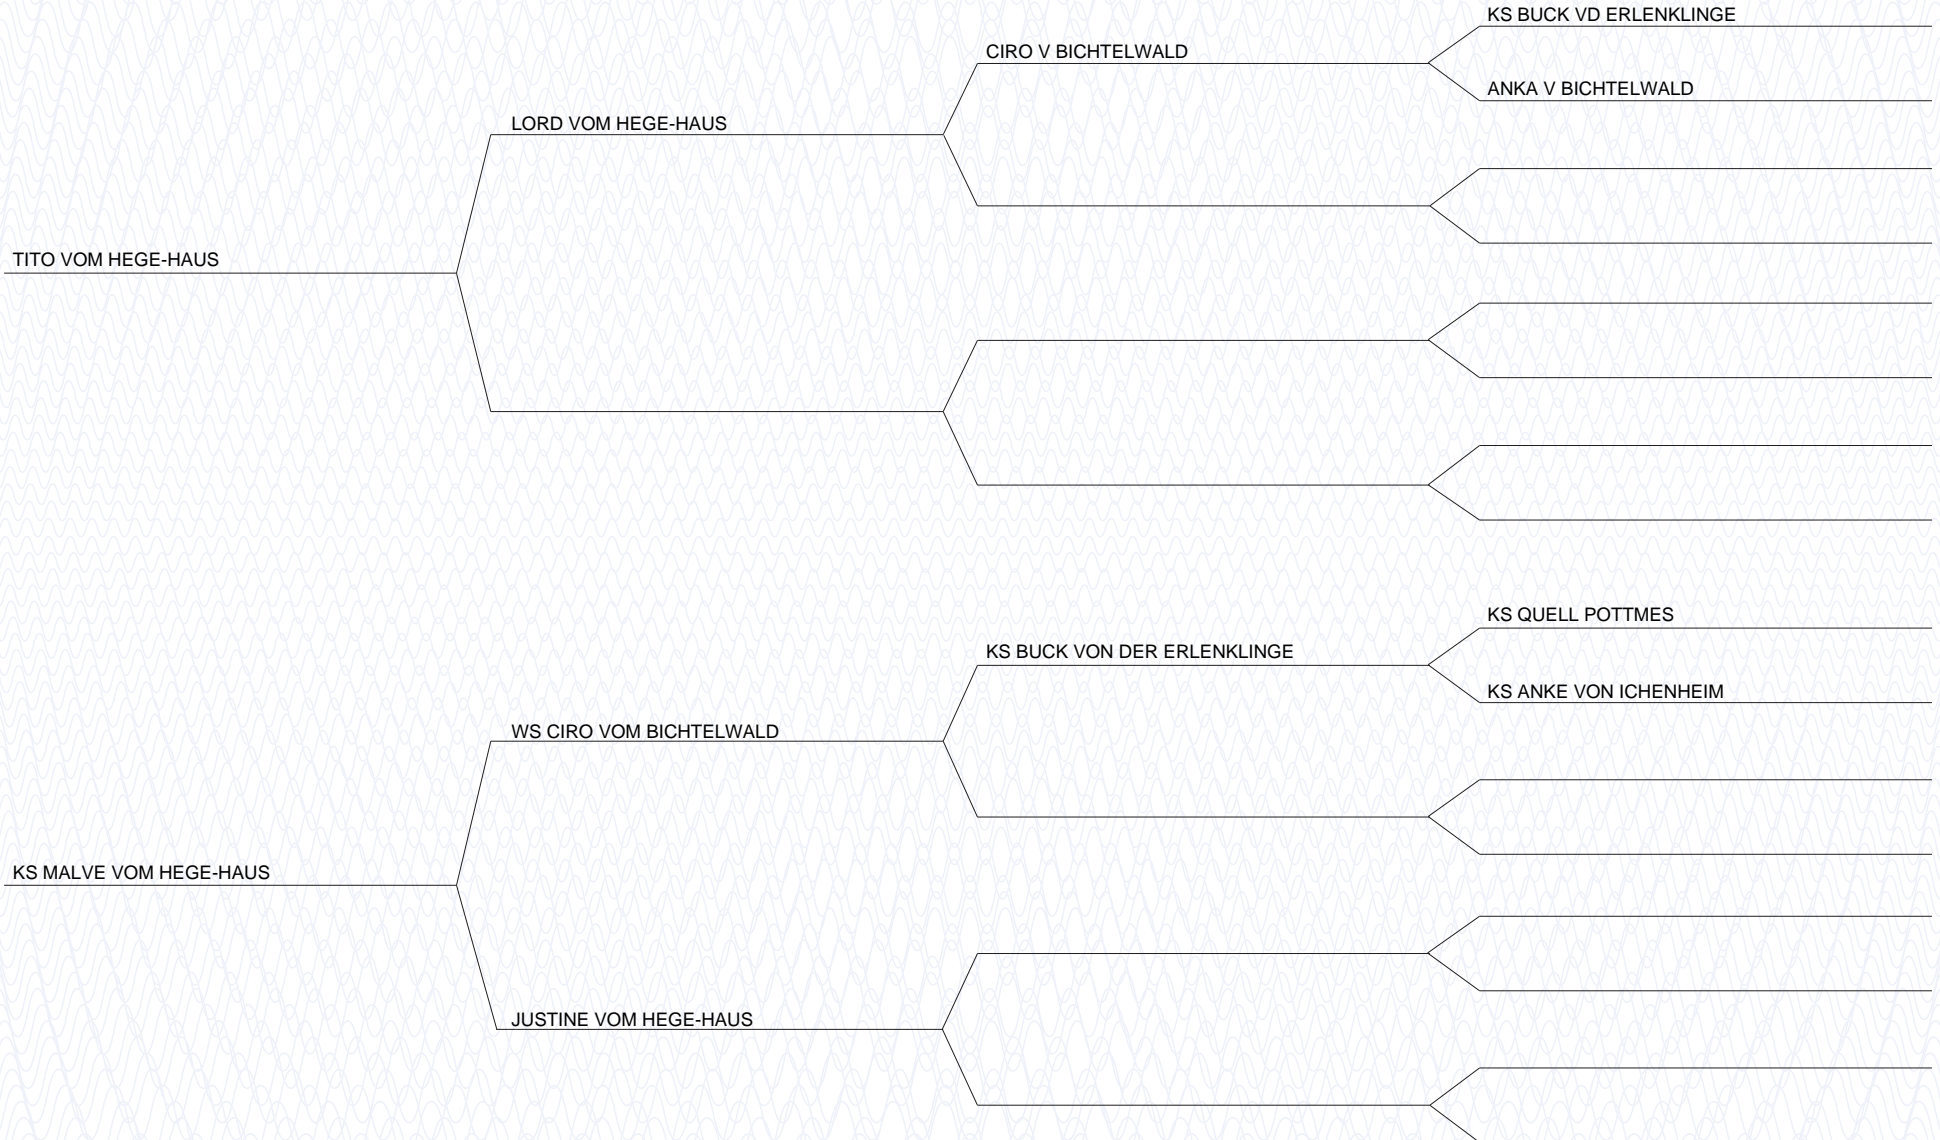 KS BUCK VD ERLENKLINGE
CIRO V BICHTELWALD
ANKA V BICHTELWALD
LORD VOM HEGE-HAUS
TITO VOM HEGE-HAUS
KS QUELL POTTMES
KS BUCK VON DER ERLENKLINGE
KS ANKE VON ICHENHEIM
WS CIRO VOM BICHTELWALD
KS MALVE VOM HEGE-HAUS
JUSTINE VOM HEGE-HAUS